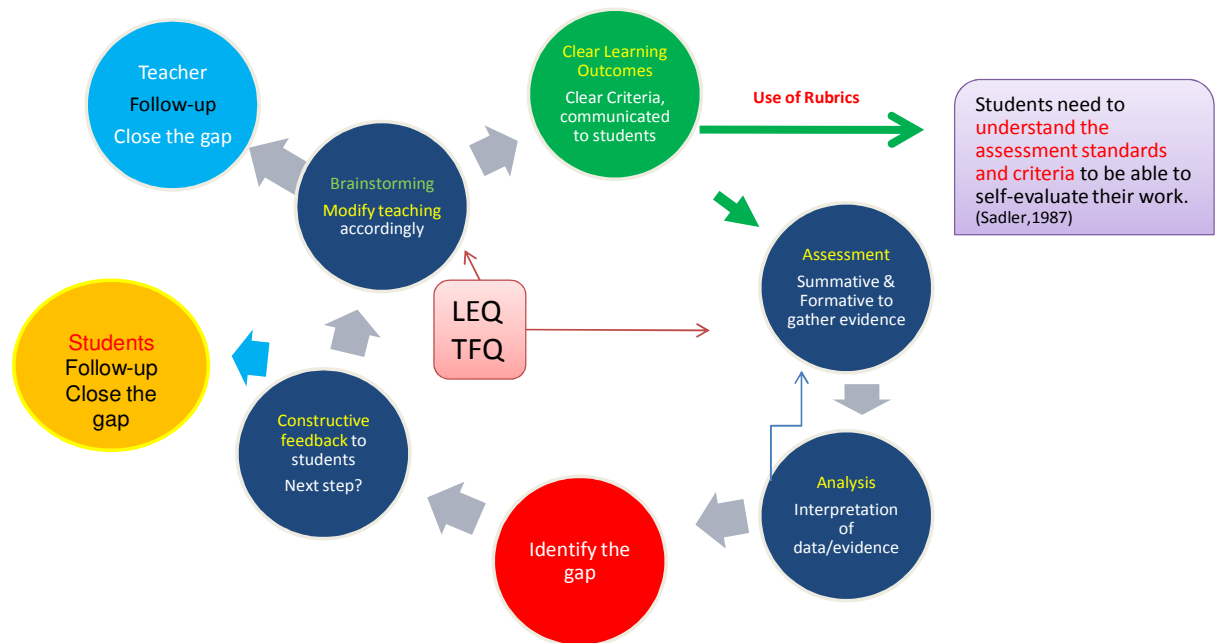 Teacher
Follow-up
Close the gap
Clear Learning
Outcomes
Clear Criteria,
communicated
to students
Use of Rubrics
Students need to
understand the
assessment standards
and criteria to be able to
self-evaluate their work.
(Sadler,1987)
Brainstorming
Modify teaching
accordingly
Assessment
Summative &
Formative to
gather evidence
LEQ
TFQ
Students
Follow-up
Close the
gap
Constructive
feedback to
students
Next step?
Identify the
gap
Analysis
Interpretation
of
data/evidence